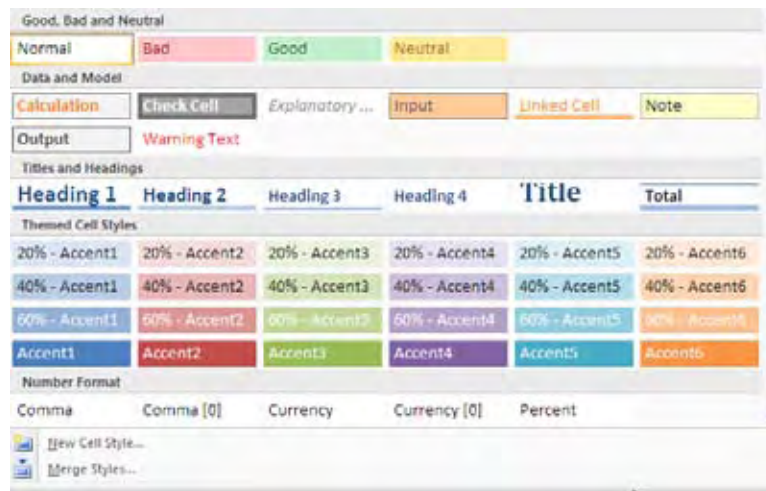 Good, Bad and Neutral
Normal Bad Good Neutral
Data and Model
Calculation Check Cell Explanatory ... Input Linked Cell Note
Output Warning Text
Titles and Headings
Heading 1 Heading 2 Heading 3 Heading 4 Title Total
Themed Cell Styles
20% - Accent1 20% - Accent2 20% - Accent3 20% - Accent4 20% - Accent5 20% - Accent6
40% - Accent1 40% - Accent2 40% - Accent3 40% - Accent4 40% - Accent5 40% - Accent6
60% - Accent1 60% - Accent2 60% - Accent3 60% - Accent4 60% - Accent5 60% - Accent6
Accent1 Accent2 Accent3 Accent4 Accent5 Accent6
Number Format
Comma Comma [0] Currency Currency [0] Percent
New Cell Style...
Merge Styles...